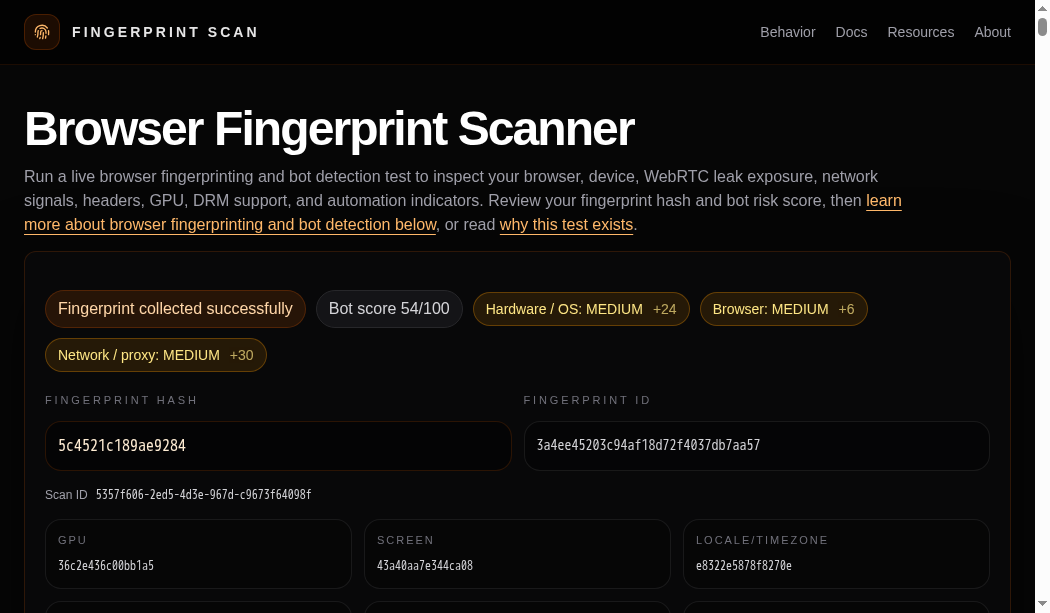 FINGERPRINT SCAN
Behavior Docs Resources About
Browser Fingerprint Scanner
Run a live browser fingerprinting and bot detection test to inspect your browser, device, WebRTC leak exposure, network
signals, headers, GPU, DRM support, and automation indicators. Review your fingerprint hash and bot risk score, then learn
more about browser fingerprinting and bot detection below, or read why this test exists.
Fingerprint collected successfully Bot score 54/100 Hardware / OS: MEDIUM +24 Browser: MEDIUM +6
Network / proxy: MEDIUM +30
FINGERPRINT HASH FINGERPRINT ID
5c4521c189ae9284 3a4ee45203c94af18d72f4037db7aa57
Scan ID 5357f606-2ed5-4d3e-967d-c9673f64098f
GPU SCREEN LOCALE/TIMEZONE
36c2e436c00bb1a5 43a40aa7e344ca08 e8322e5878f8270e